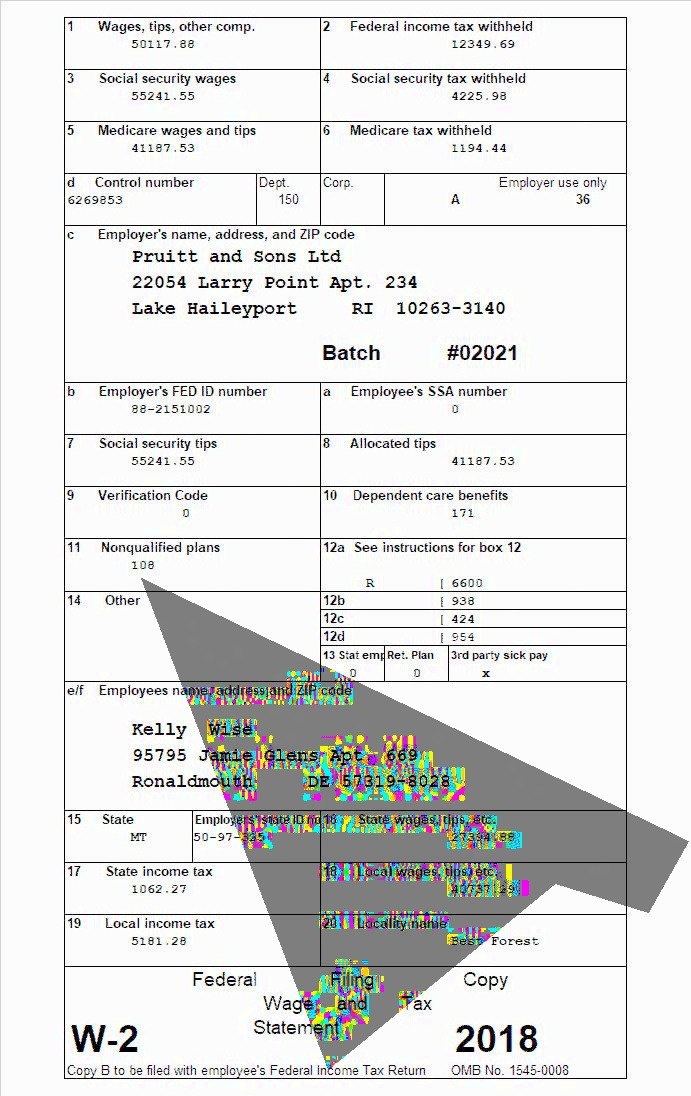 1 Wages, tips, other comp. 2 Federal income tax withheld
50117.88 12349.69
3 Social security wages 4 Social security tax withheld
55241.55 4225.98
5 Medicare wages and tips 6 Medicare tax withheld
41187.53 1194.44
d Control number Dept. Corp. Employer use only
6269853 150 A 36
c Employer's name, address, and ZIP code
Pruitt and Sons Ltd
22054 Larry Point Apt. 234
Lake Haileyport RI 10263-3140
Batch #02021
b Employer's FED ID number a Employee's SSA number
88-2151002 0
7 Social security tips 8 Allocated tips
55241.55 41187.53
9 Verification Code 10 Dependent care benefits
0 171
11 Nonqualified plans 12a See instructions for box 12
108
R [ 6600
14 Other 12b [ 938
12c [ 424
12d [ 954
13 Stat emp Ret. Plan 3rd party sick pay
0 0 x
e/f Employees name, address, and ZIP code
Kelly Wise
95795 Jamie Glens Apt. 669
Ronaldmouth DE 57319-8028
15 State Employers' state ID no 16 State wages, tips, etc.
MT 50-97-325 27394.88
17 State income tax 18 Local wages, tips, etc.
1062.27 40737.29
19 Local income tax 20 Locality name
5181.28 Best Forest
Federal Filing Copy
Wage and Tax
Statement
W-2 2018
Copy B to be filed with employee's Federal Income Tax Return OMB No. 1545-0008